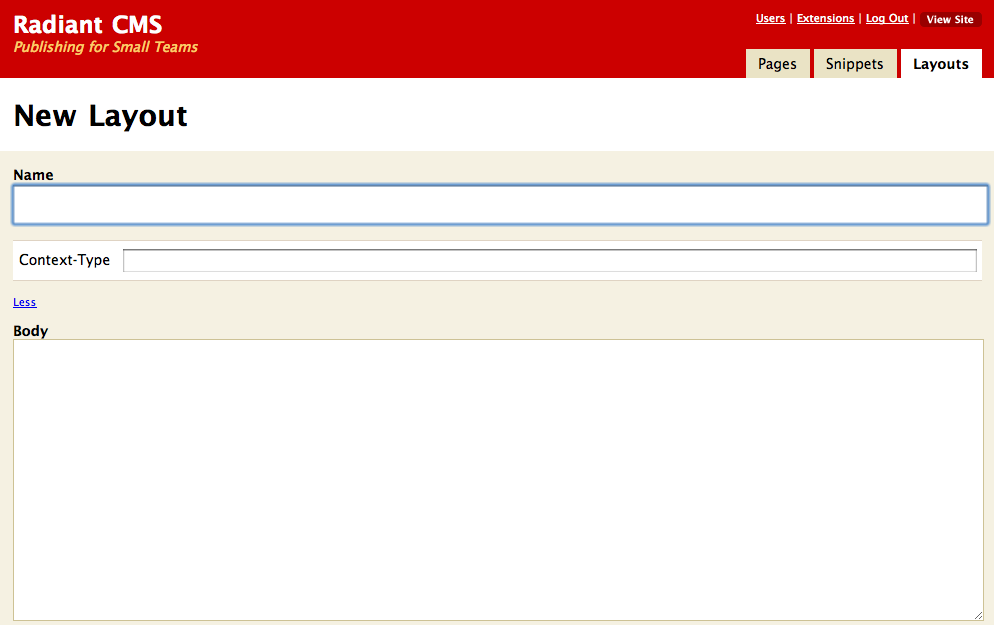 Radiant CMS
Publishing for Small Teams
Users | Extensions | Log Out | View Site
Pages Snippets Layouts
New Layout
Name
Context-Type
Less
Body